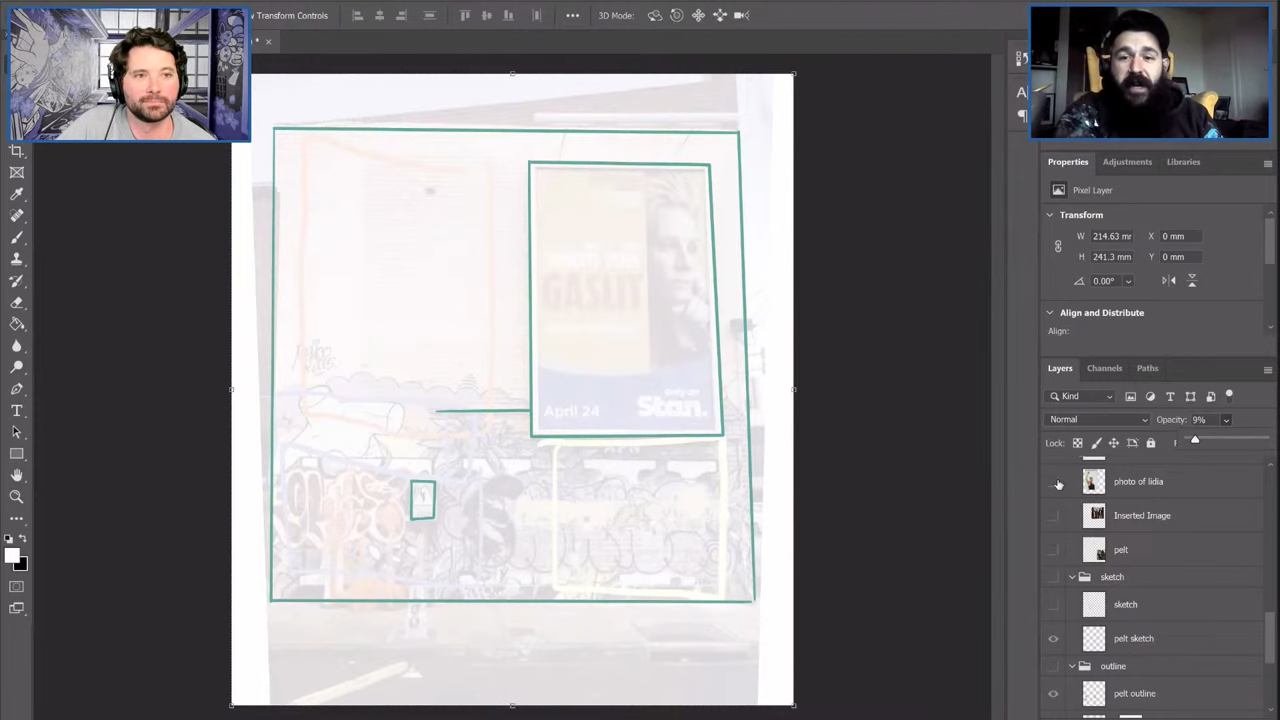 Transform Controls
3D Mode:
Properties
Adjustments
Libraries
Pixel Layer
Transform
W
214.63 mr
X
0 mm
H
241.3 mm
Y
0 mm
0.00°
Align and Distribute
Align:
Layers
Channels
Paths
Kind
Normal
Opacity:
9%
Lock:
photo of lidia
Inserted Image
pelt
sketch
sketch
pelt sketch
outline
pelt outline
GASLIT
only on
April 24
Stan.